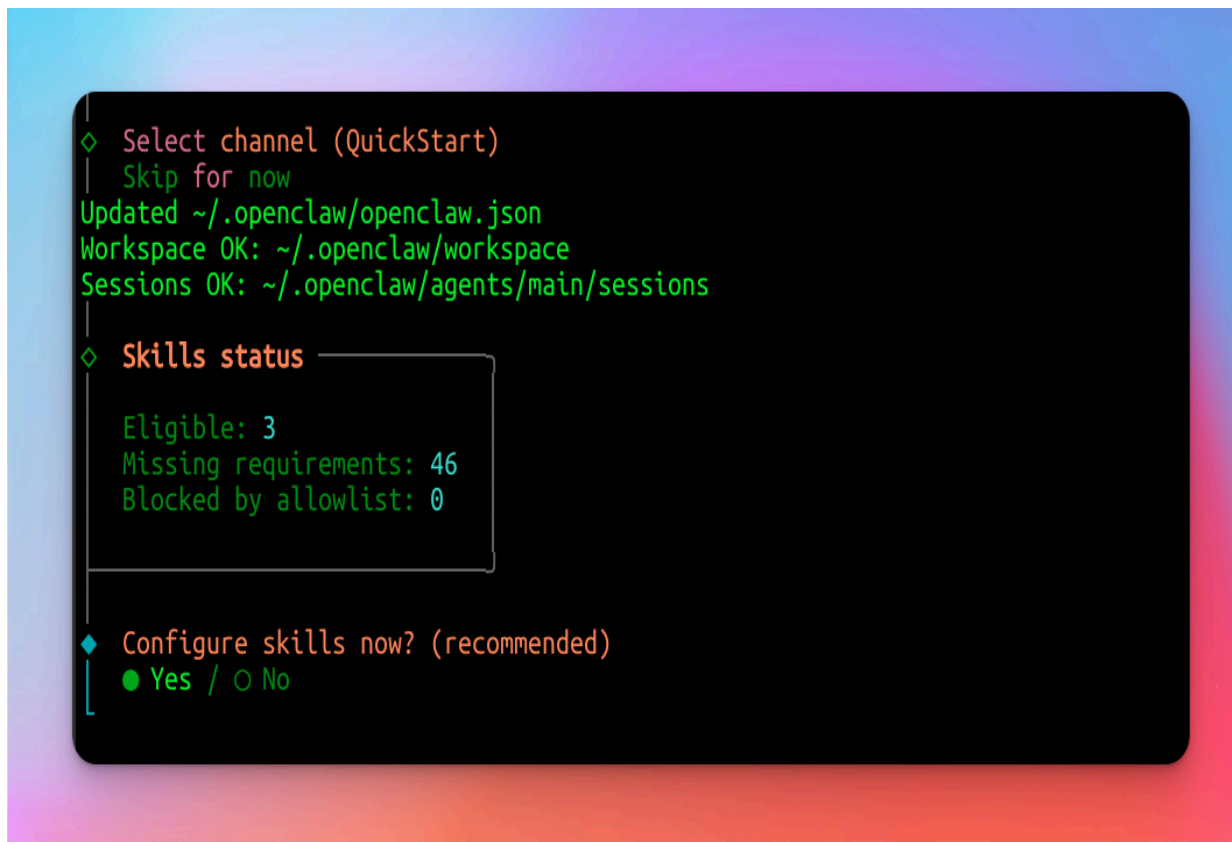 Select channel (QuickStart)
Skip for now
Updated ~/.openclaw/openclaw.json
Workspace OK: ~/.openclaw/workspace
Sessions OK: ~/.openclaw/agents/main/sessions
Skills status
Eligible: 3
Missing requirements: 46
Blocked by allowlist: 0
Configure skills now? (recommended)
● Yes / ○ No